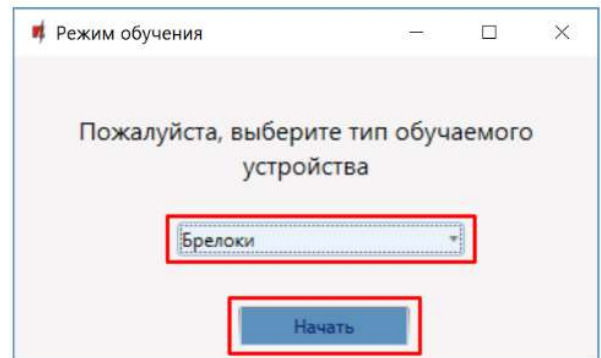 Режим обучения
Пожалуйста, выберите тип обучаемого
устройства
Брелоки
Начать